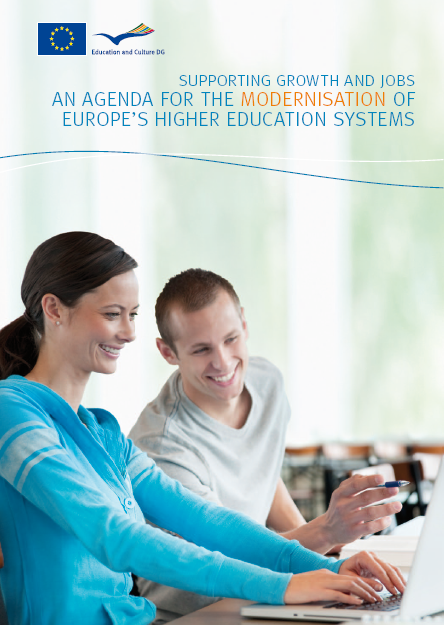 Education and Culture DG
SUPPORTING GROWTH AND JOBS
AN AGENDA FOR THE MODERNISATION OF
EUROPE'S HIGHER EDUCATION SYSTEMS